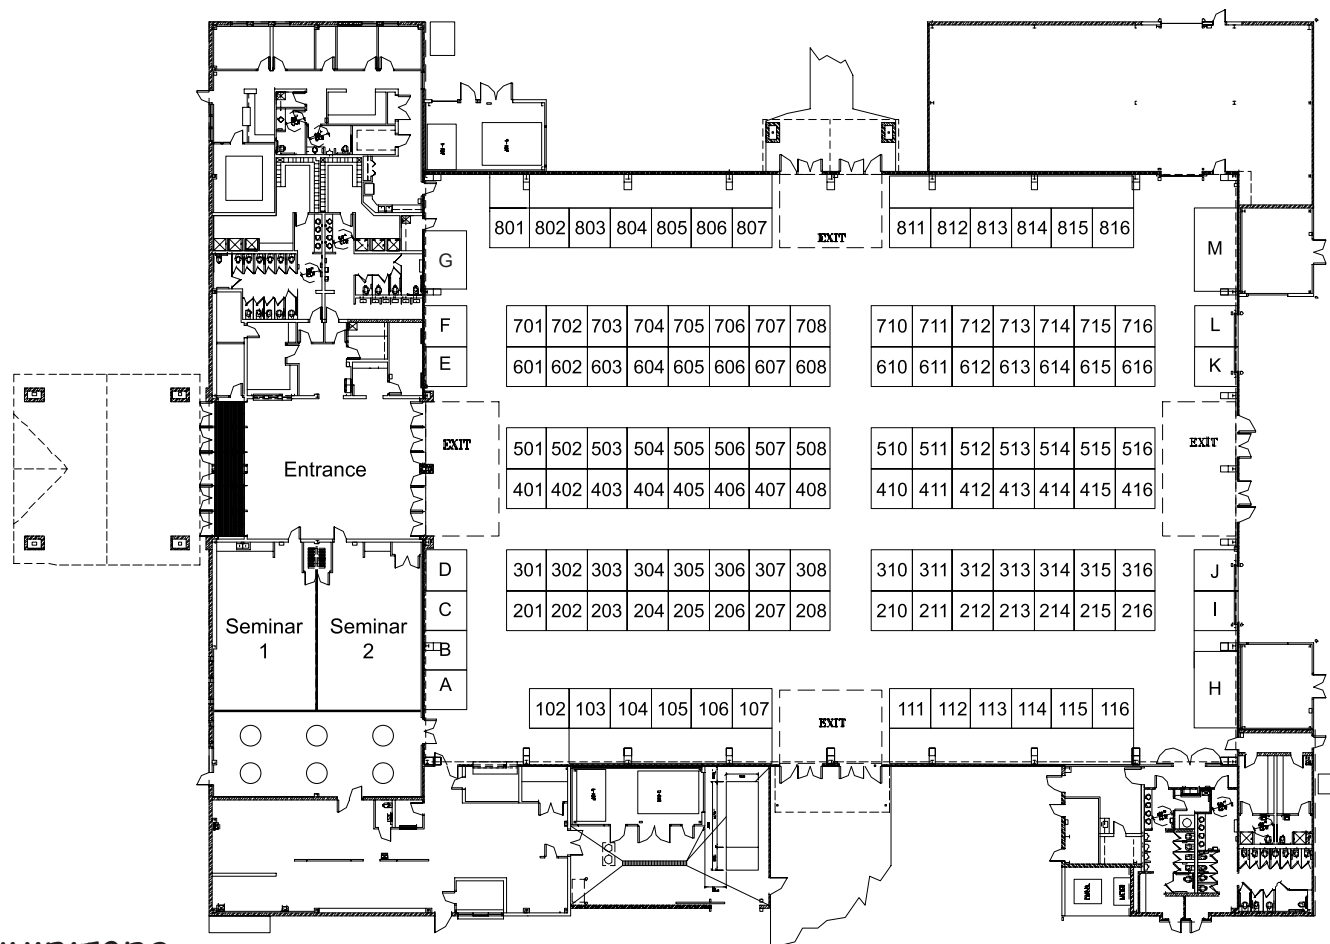 801 802 803 804 805 806 807 811 812 813 814 815 816
EXIT
G M
F 701 702 703 704 705 706 707 708 710 711 712 713 714 715 716 L
E 601 602 603 604 605 606 607 608 610 611 612 613 614 615 616 K
EXIT 501 502 503 504 505 506 507 508 510 511 512 513 514 515 516 EXIT
Entrance
401 402 403 404 405 406 407 408 410 411 412 413 414 415 416
D 301 302 303 304 305 306 307 308 310 311 312 313 314 315 316 J
C 201 202 203 204 205 206 207 208 210 211 212 213 214 215 216 I
Seminar
1
Seminar
2
B
A H
102 103 104 105 106 107 111 112 113 114 115 116
EXIT